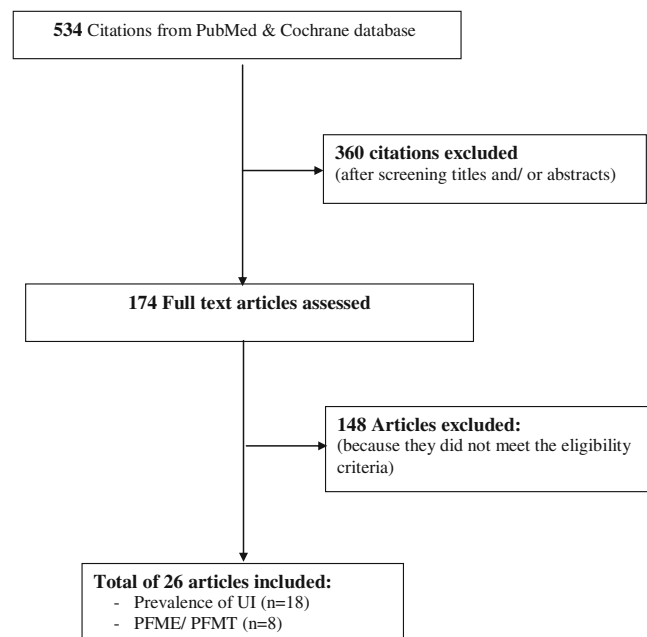 534 Citations from PubMed & Cochrane database
360 citations excluded
(after screening titles and/ or abstracts)
174 Full text articles assessed
148 Articles excluded:
(because they did not meet the eligibility
criteria)
Total of 26 articles included:
- Prevalence of UI (n=18)
- PFME/ PFMT (n=8)